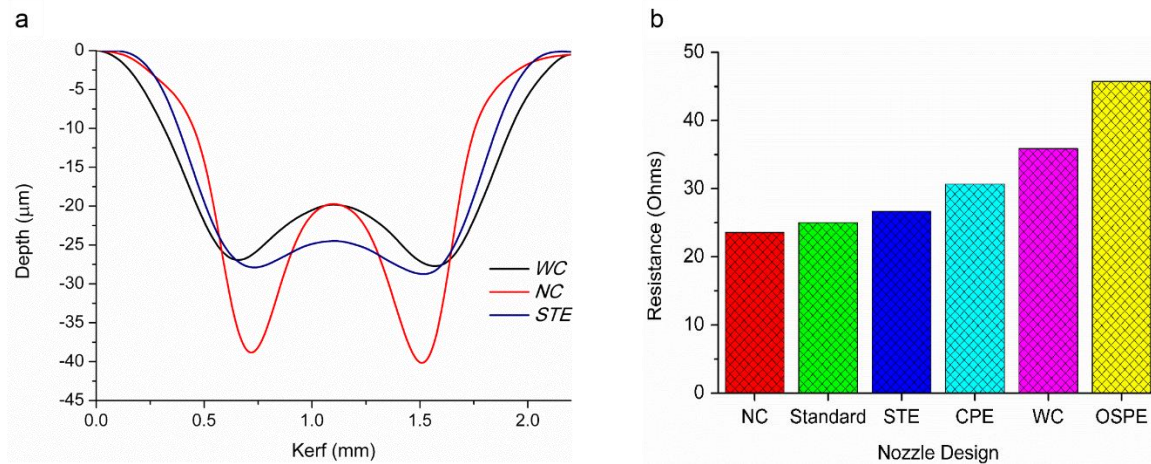 a
0
-5
-10
-15
-20
-25
-30
-35
-40
-45
Depth (μm)
WC
NC
STE
0.0 0.5 1.0 1.5 2.0
Kerf (mm)
b
50
40
30
20
10
0
Resistance (Ohms)
NC Standard STE CPE WC OSPE
Nozzle Design